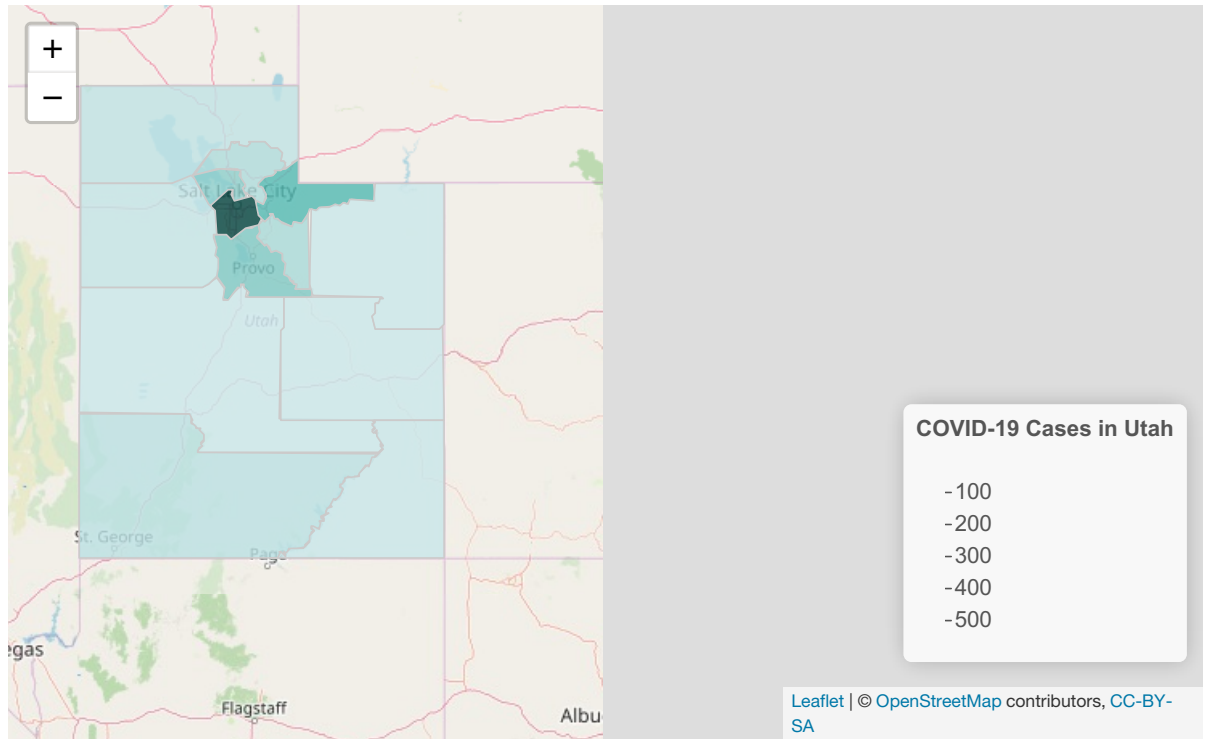 +
−
Salt Lake City
Provo
Utah
St. George
Page
egas
Flagstaff
Albu
COVID-19 Cases in Utah
-100
-200
-300
-400
-500
Leaflet | © OpenStreetMap contributors, CC-BY-
SA